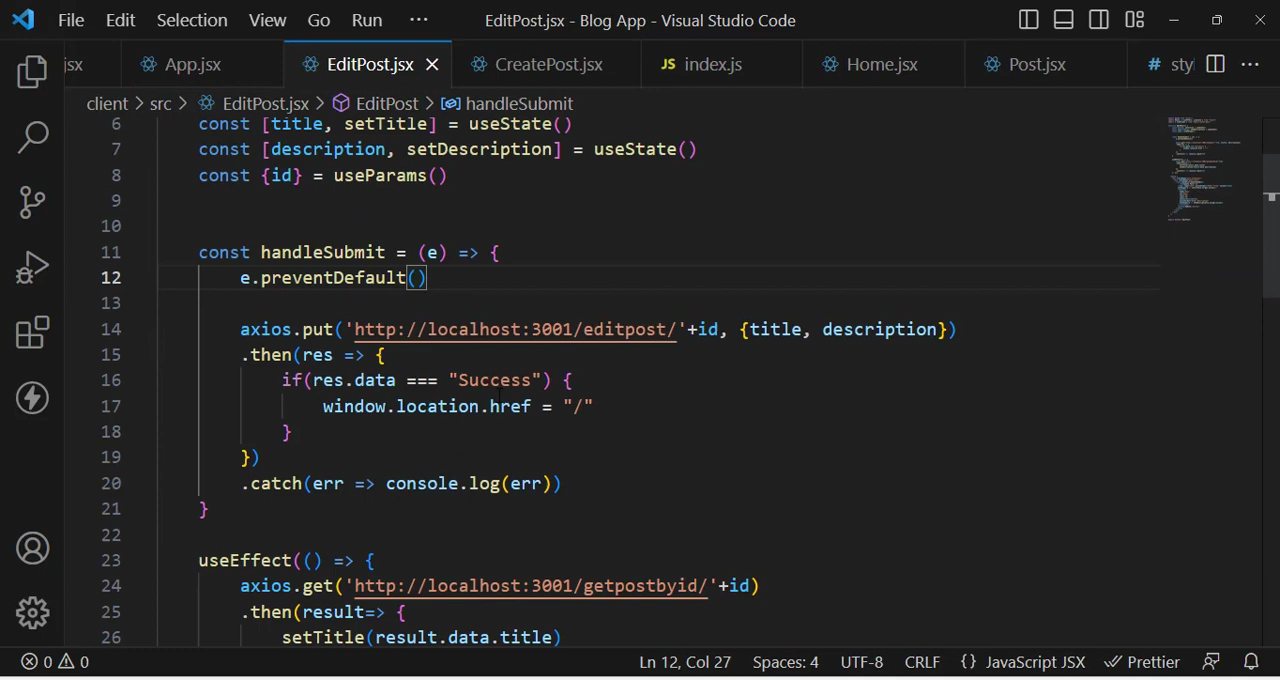 File Edit Selection View Go Run ··· EditPost.jsx - Blog App - Visual Studio Code
jsx App.jsx EditPost.jsx CreatePost.jsx JS index.js Home.jsx Post.jsx # sty ···
client > src > EditPost.jsx > EditPost > handleSubmit
6 const [title, setTitle] = useState()
7 const [description, setDescription] = useState()
8 const {id} = useParams()
9
10
11 const handleSubmit = (e) => {
12 e.preventDefault()
13
14 axios.put('http://localhost:3001/editpost/'+id, {title, description})
15 .then(res => {
16 if(res.data === "Success") {
17 window.location.href = "/"
18 }
19 })
20 .catch(err => console.log(err))
21 }
22
23 useEffect(() => {
24 axios.get('http://localhost:3001/getpostbyid/'+id)
25 .then(result=> {
26 setTitle(result.data.title)
0 0 Ln 12, Col 27 Spaces: 4 UTF-8 CRLF {} JavaScript JSX Prettier